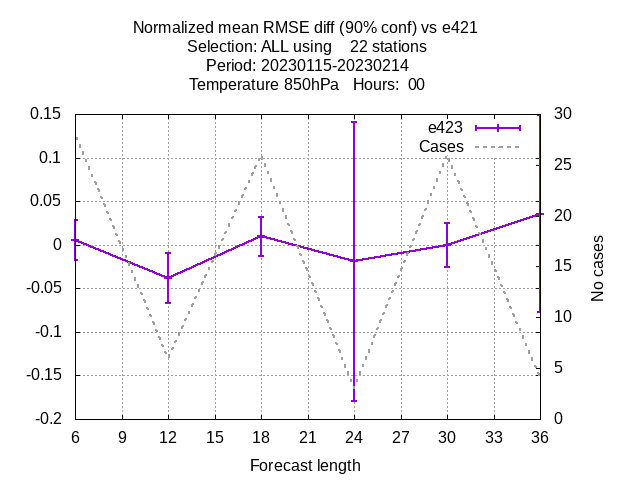 Normalized mean RMSE diff (90% conf) vs e421
Selection: ALL using    22 stations
Period: 20230115-20230214
Temperature 850hPa   Hours:  00
0.15
0.1
0.05
0
-0.05
-0.1
-0.15
-0.2
30
25
20
15
10
5
0
e423
Cases
No cases
6 9 12 15 18 21 24 27 30 33 36
Forecast length